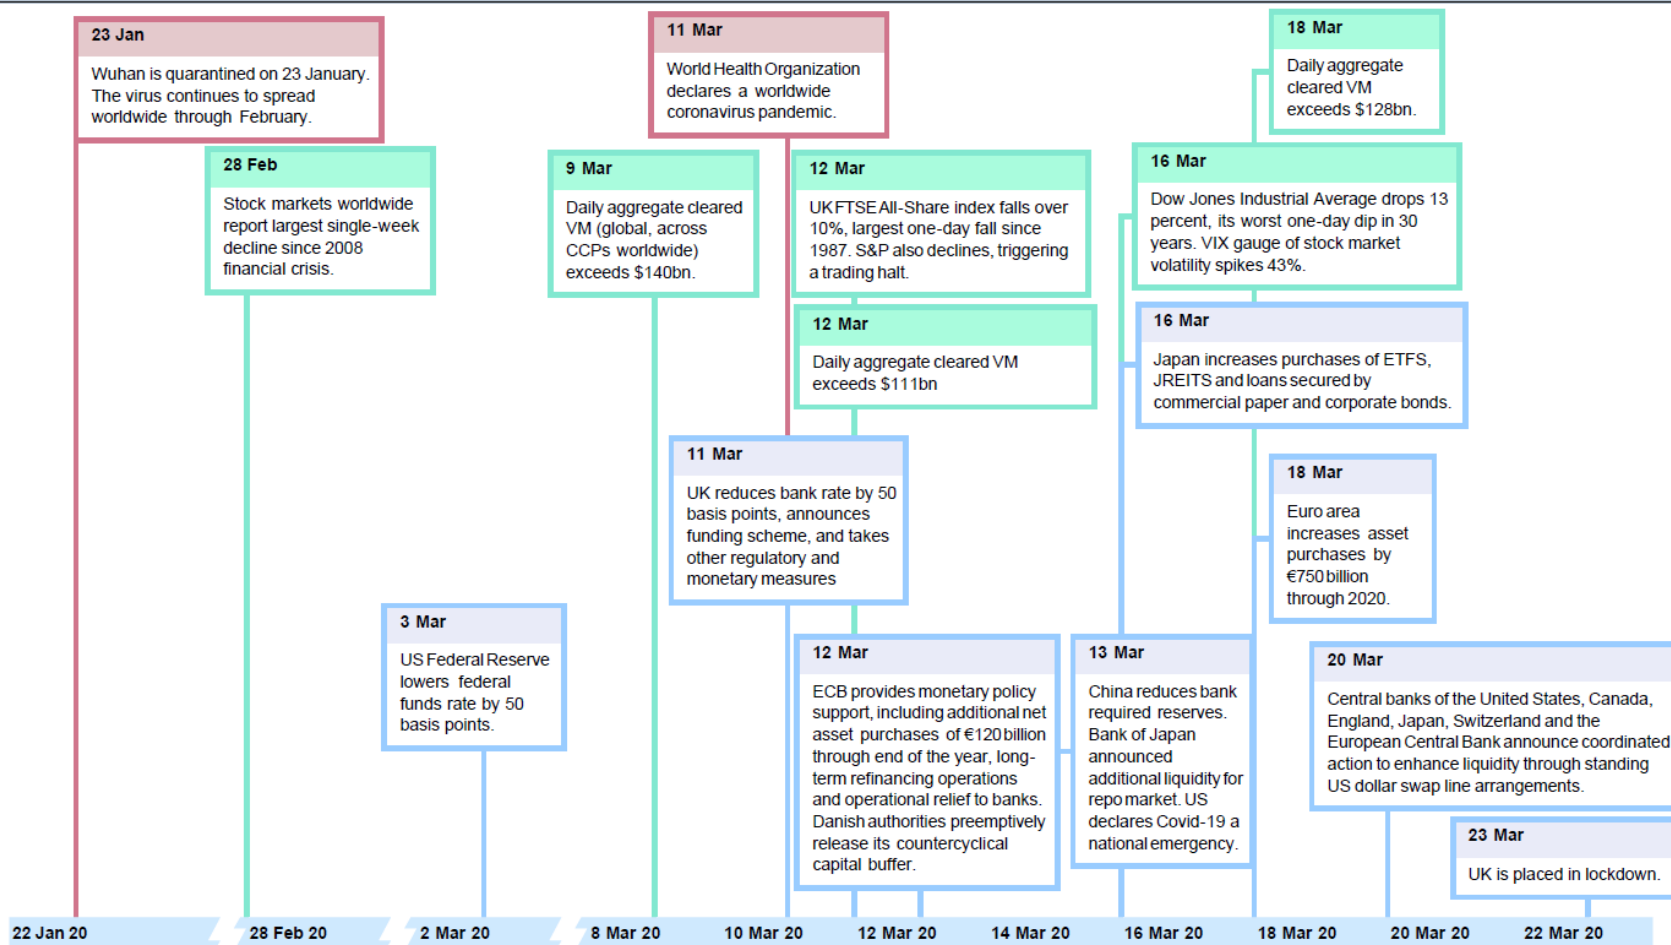 23 Jan
Wuhan is quarantined on 23 January.
The virus continues to spread
worldwide through February.
28 Feb
Stock markets worldwide
report largest single-week
decline since 2008
financial crisis.
3 Mar
US Federal Reserve
lowers federal
funds rate by 50
basis points.
9 Mar
Daily aggregate cleared
VM (global, across
CCPs worldwide)
exceeds $140bn.
11 Mar
World Health Organization
declares a worldwide
coronavirus pandemic.
11 Mar
UK reduces bank rate by 50
basis points, announces
funding scheme, and takes
other regulatory and
monetary measures
12 Mar
UK FTSE All-Share index falls over
10%, largest one-day fall since
1987. S&P also declines, triggering
a trading halt.
12 Mar
Daily aggregate cleared VM
exceeds $111bn
12 Mar
ECB provides monetary policy
support, including additional net
asset purchases of €120 billion
through end of the year, long-
term refinancing operations
and operational relief to banks.
Danish authorities preemptively
release its countercyclical
capital buffer.
13 Mar
China reduces bank
required reserves.
Bank of Japan
announced
additional liquidity for
repo market. US
declares Covid-19 a
national emergency.
16 Mar
Dow Jones Industrial Average drops 13
percent, its worst one-day dip in 30
years. VIX gauge of stock market
volatility spikes 43%.
16 Mar
Japan increases purchases of ETFS,
JREITS and loans secured by
commercial paper and corporate bonds.
18 Mar
Daily aggregate
cleared VM
exceeds $128bn.
18 Mar
Euro area
increases asset
purchases by
€750 billion
through 2020.
20 Mar
Central banks of the United States, Canada,
England, Japan, Switzerland and the
European Central Bank announce coordinated
action to enhance liquidity through standing
US dollar swap line arrangements.
23 Mar
UK is placed in lockdown.
22 Jan 20
28 Feb 20
2 Mar 20
8 Mar 20
10 Mar 20
12 Mar 20
14 Mar 20
16 Mar 20
18 Mar 20
20 Mar 20
22 Mar 20